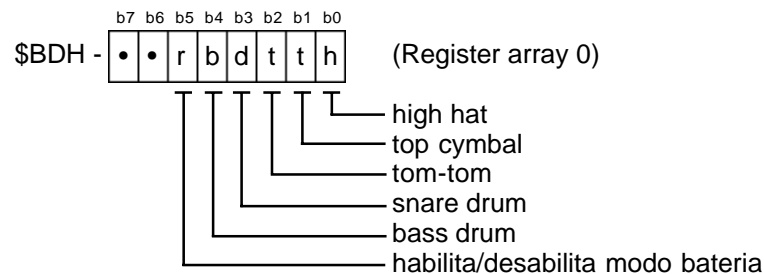 b7 b6 b5 b4 b3 b2 b1 b0
$BDH - • • r b d t t h (Register array 0)
high hat
top cymbal
tom-tom
snare drum
bass drum
habilita/desabilita modo bateria